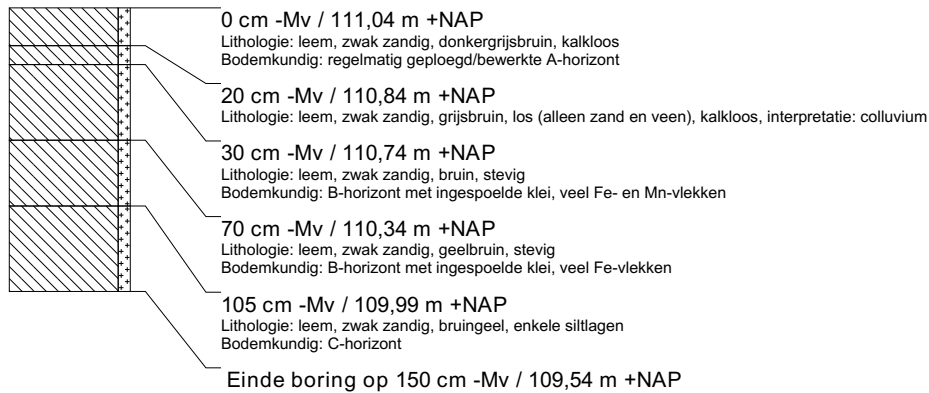 0 cm -Mv / 111,04 m +NAP
Lithologie: leem, zwak zandig, donkergrijsbruin, kalkloos
Bodemkundig: regelmatig geploegd/bewerkte A-horizont
20 cm -Mv / 110,84 m +NAP
Lithologie: leem, zwak zandig, grijsbruin, los (alleen zand en veen), kalkloos, interpretatie: colluvium
30 cm -Mv / 110,74 m +NAP
Lithologie: leem, zwak zandig, bruin, stevig
Bodemkundig: B-horizont met ingespoelde klei, veel Fe- en Mn-vlekken
70 cm -Mv / 110,34 m +NAP
Lithologie: leem, zwak zandig, geelbruin, stevig
Bodemkundig: B-horizont met ingespoelde klei, veel Fe-vlekken
105 cm -Mv / 109,99 m +NAP
Lithologie: leem, zwak zandig, bruingeel, enkele siltlagen
Bodemkundig: C-horizont
Einde boring op 150 cm -Mv / 109,54 m +NAP